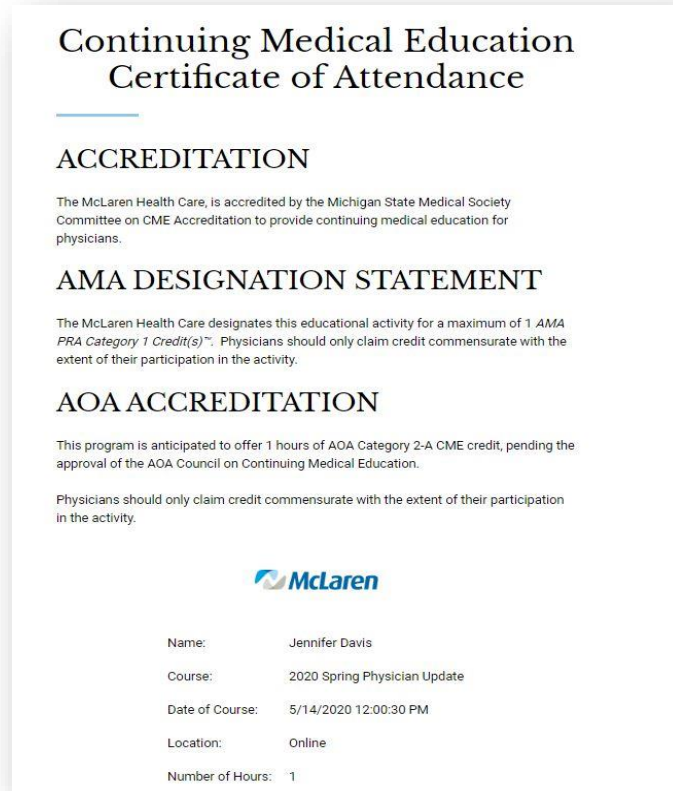 Continuing Medical Education
Certificate of Attendance
ACCREDITATION
The McLaren Health Care, is accredited by the Michigan State Medical Society
Committee on CME Accreditation to provide continuing medical education for
physicians.
AMA DESIGNATION STATEMENT
The McLaren Health Care designates this educational activity for a maximum of 1 AMA
PRA Category 1 Credit(s)™. Physicians should only claim credit commensurate with the
extent of their participation in the activity.
AOA ACCREDITATION
This program is anticipated to offer 1 hours of AOA Category 2-A CME credit, pending the
approval of the AOA Council on Continuing Medical Education.
Physicians should only claim credit commensurate with the extent of their participation
in the activity.
McLaren
Name: Jennifer Davis
Course: 2020 Spring Physician Update
Date of Course: 5/14/2020 12:00:30 PM
Location: Online
Number of Hours: 1